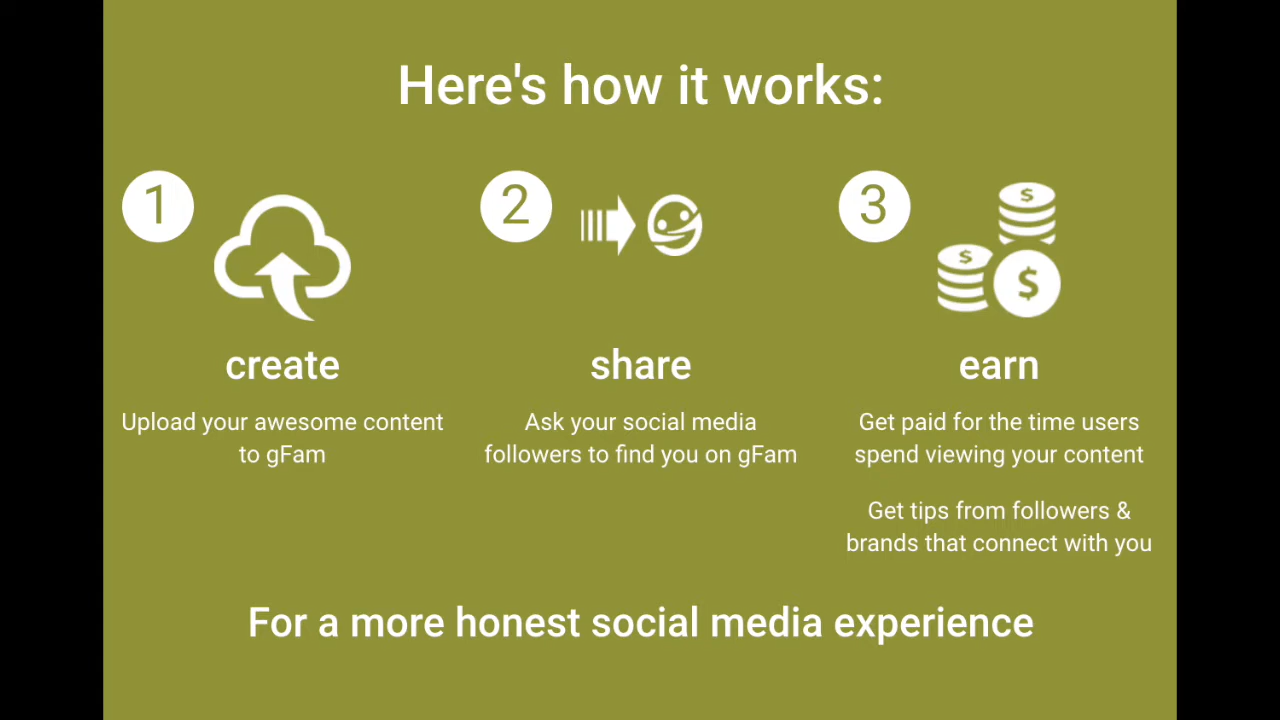 Here's how it works:
1
create
Upload your awesome content
to gFam
2
share
Ask your social media
followers to find you on gFam
3
$
$
$
earn
Get paid for the time users
spend viewing your content
Get tips from followers &
brands that connect with you
For a more honest social media experience